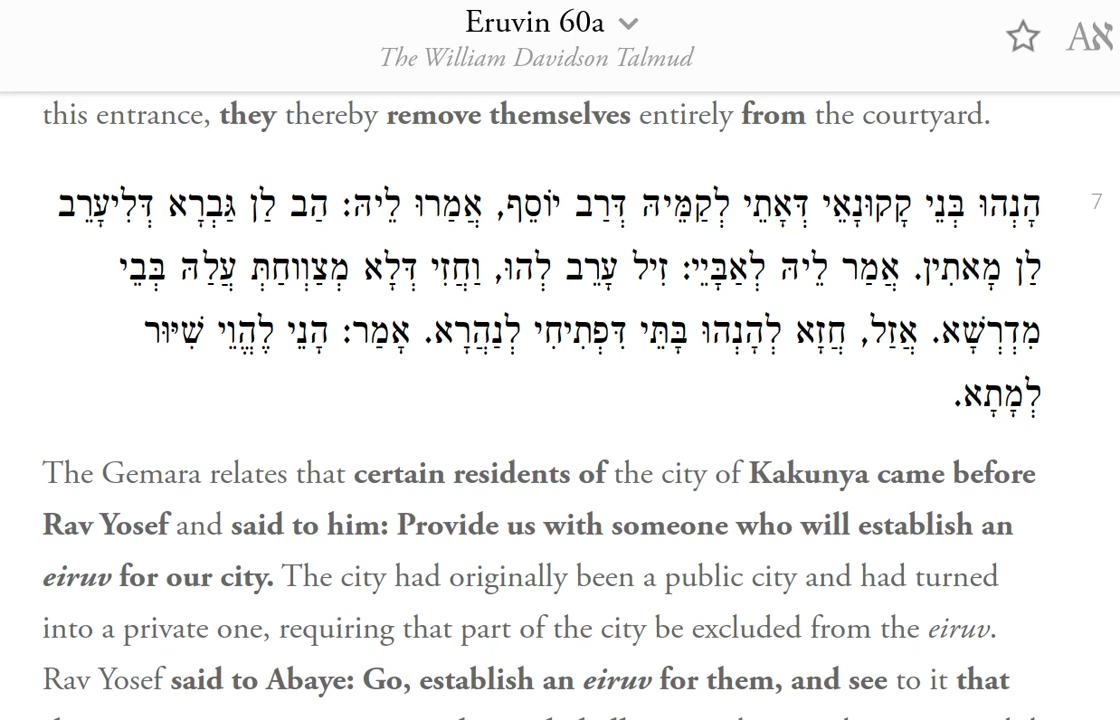 Eruvin 60a
The William Davidson Talmud
Aא
this entrance, they thereby remove themselves entirely from the courtyard.
7
הָנְהוּ בְּנֵי קָקוּנָאֵי דְּאָתֵי לְקַמֵּיהּ דְּרַב יוֹסֵף, אֲמַרוּ לֵיהּ: הַב לַן גַּבְרָא דְּלִיעָרֵב
לַן מָאתִין. אֲמַר לֵיהּ לְאַבָּיֵי: זִיל עָרֵב לְהוּ, וַחֲזִי דְּלָא מְצַוְוחַתְּ עֲלַהּ בְּבֵי
מִדְרְשָׁא. אֲזַל, חֲזָא לְהָנְהוּ בָּתֵּי דִּפְתִיחִי לְנַהֲרָא. אָמַר: הָנֵי לֶהֱוֵי שִׁיּוּר
לְמָתָא.
The Gemara relates that certain residents of the city of Kakunya came before
Rav Yosef and said to him: Provide us with someone who will establish an
eiruv for our city. The city had originally been a public city and had turned
into a private one, requiring that part of the city be excluded from the eiruv.
Rav Yosef said to Abaye: Go, establish an eiruv for them, and see to it that